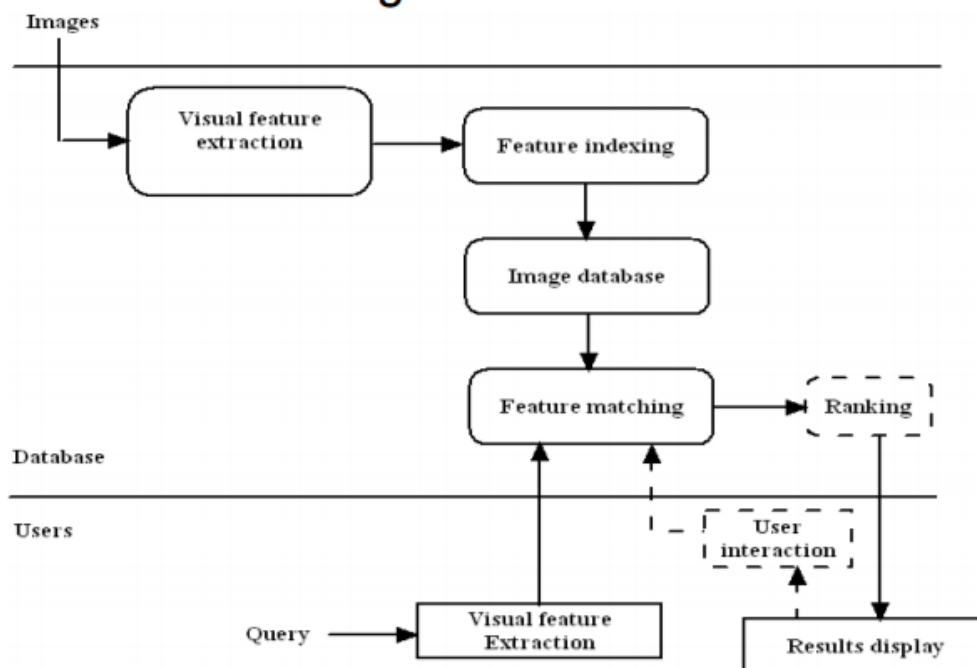 Images
Visual feature
extraction
Feature indexing
Image database
Feature matching
Ranking
Database
Users
User
interaction
Query
Visual feature
Extraction
Results display